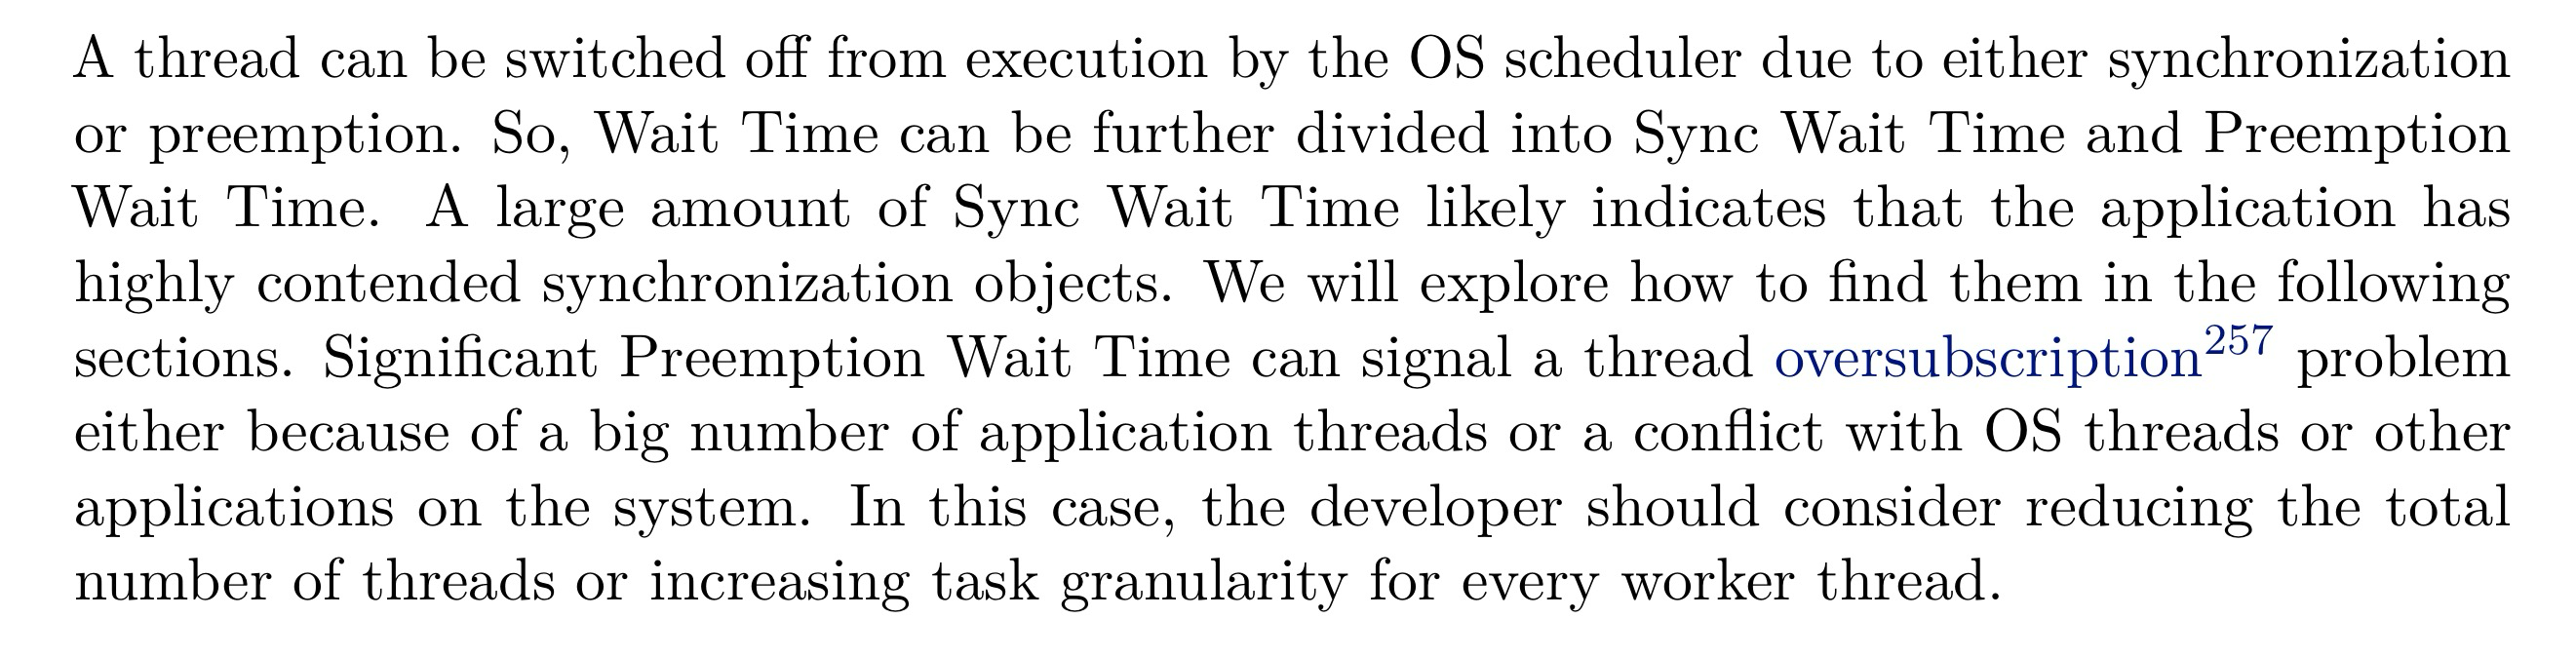 A thread can be switched off from execution by the OS scheduler due to either synchronization
or preemption. So, Wait Time can be further divided into Sync Wait Time and Preemption
Wait Time. A large amount of Sync Wait Time likely indicates that the application has
highly contended synchronization objects. We will explore how to find them in the following
sections. Significant Preemption Wait Time can signal a thread oversubscription257 problem
either because of a big number of application threads or a conflict with OS threads or other
applications on the system. In this case, the developer should consider reducing the total
number of threads or increasing task granularity for every worker thread.